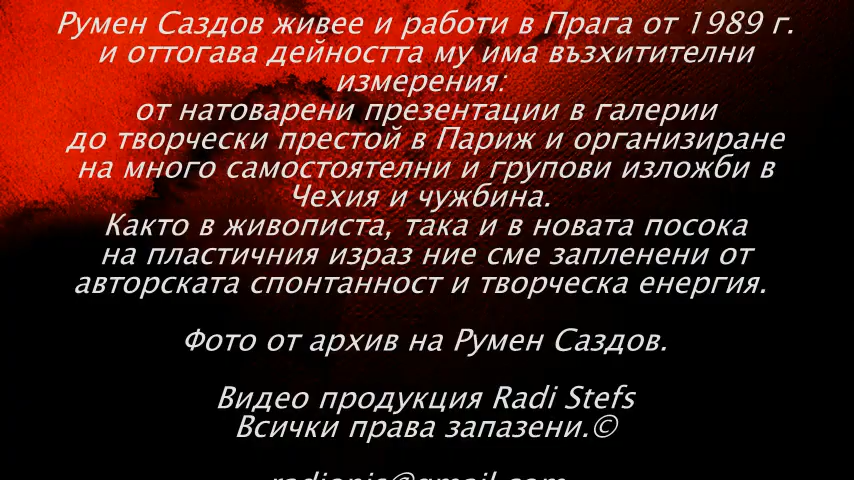 Румен Саздов живее и работи в Прага от 1989 г.
и оттогава дейността му има възхитителни
измерения:
от натоварени презентации в галерии
до творчески престой в Париж и организиране
на много самостоятелни и групови изложби в
Чехия и чужбина.
Както в живописта, така и в новата посока
на пластичния израз ние сме запленени от
авторската спонтанност и творческа енергия.
Фото от архив на Румен Саздов.
Видео продукция Radi Stefs
Всички права запазени.©